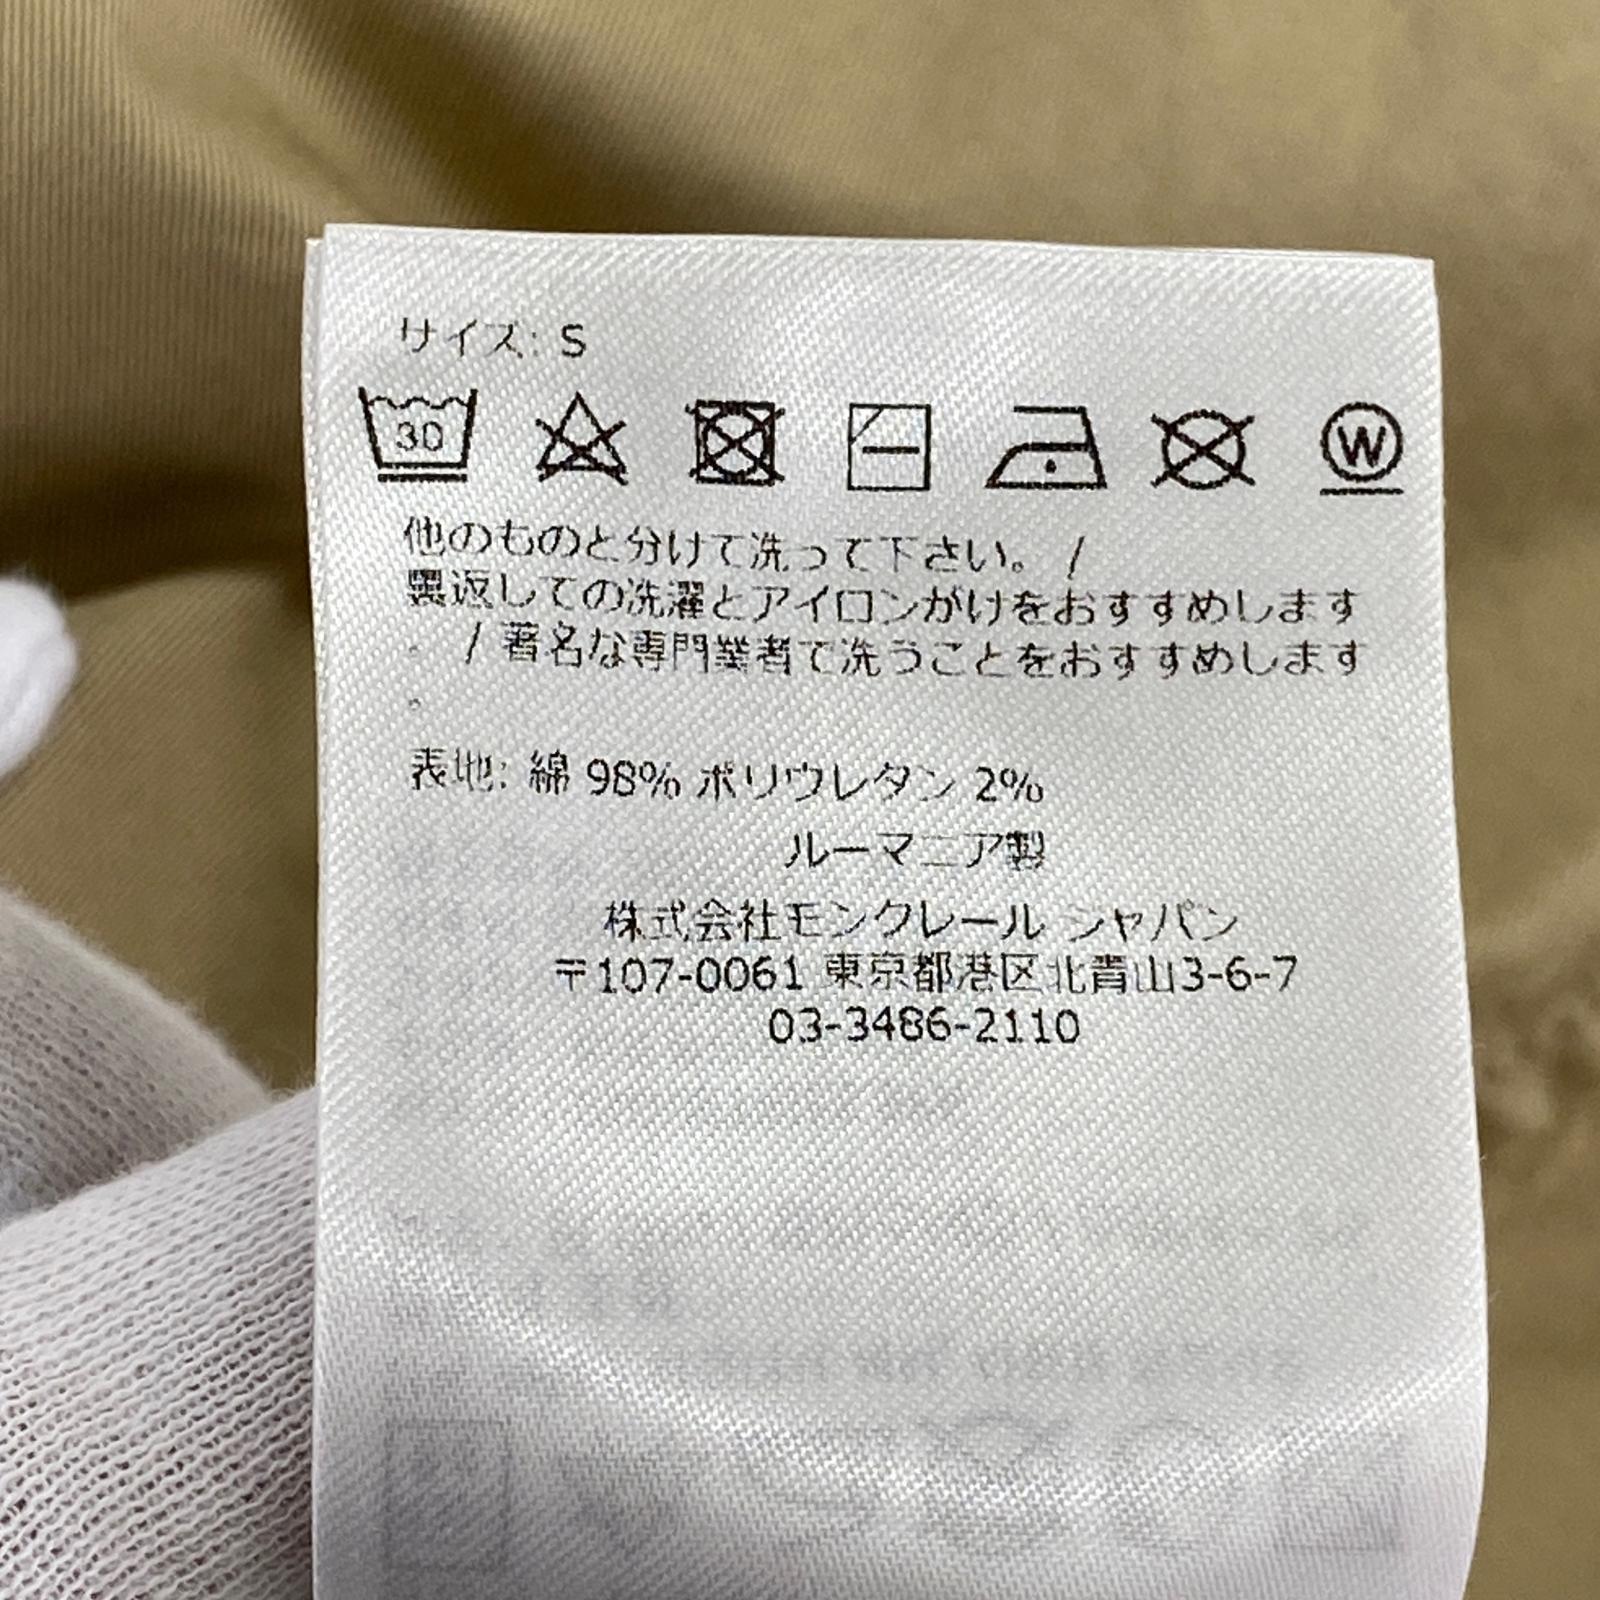 サイズ: S
30
W
他のものと分けて洗って下さい。 /
裏返しての洗濯とアイロンがけをおすすめします
。 / 著名な専門業者で洗うことをおすすめします
。
表地: 綿 98% ポリウレタン 2%
ルーマニア製
株式会社モンクレール ジャパン
〒107-0061 東京都港区北青山3-6-7
03-3486-2110